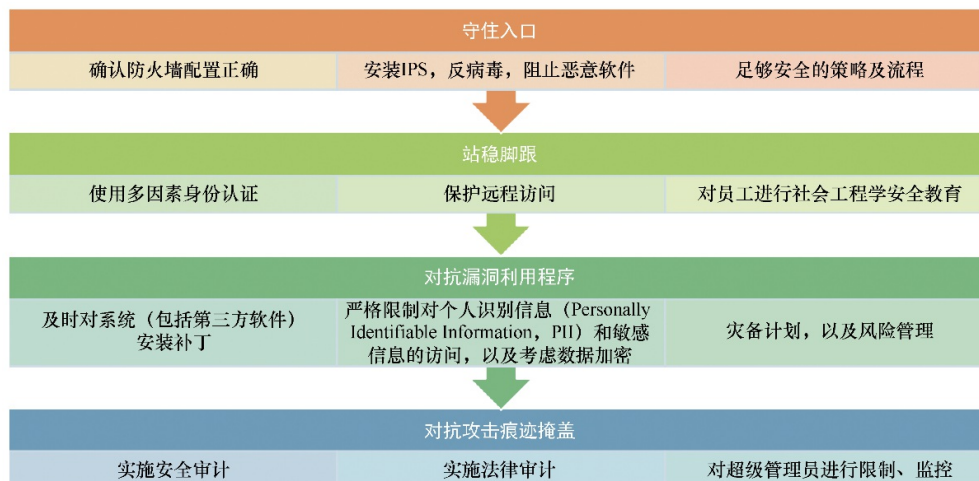 守住入口
确认防火墙配置正确
安装IPS，反病毒，阻止恶意软件
足够安全的策略及流程
站稳脚跟
使用多因素身份认证
保护远程访问
对员工进行社会工程学安全教育
对抗漏洞利用程序
及时对系统（包括第三方软件）
安装补丁
严格限制对个人识别信息（Personally
Identifiable Information，PII）和敏感
信息的访问，以及考虑数据加密
灾备计划，以及风险管理
对抗攻击痕迹掩盖
实施安全审计
实施法律审计
对超级管理员进行限制、监控